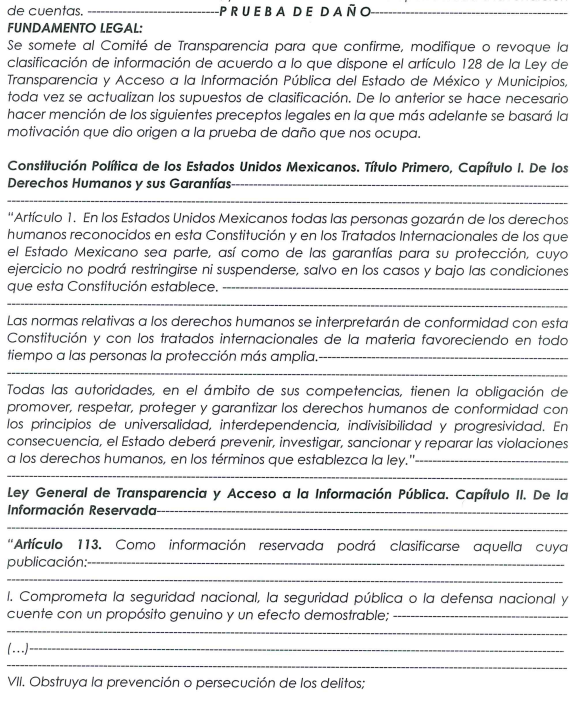 de cuentas. ------------------------------P R U E B A D E D A Ñ O------------------------------
FUNDAMENTO LEGAL:
Se somete al Comité de Transparencia para que confirme, modifique o revoque la
clasificación de información de acuerdo a lo que dispone el artículo 128 de la Ley de
Transparencia y Acceso a la Información Pública del Estado de México y Municipios,
toda vez se actualizan los supuestos de clasificación. De lo anterior se hace necesario
hacer mención de los siguientes preceptos legales en la que más adelante se basará la
motivación que dio origen a la prueba de daño que nos ocupa.
Constitución Política de los Estados Unidos Mexicanos. Título Primero, Capítulo I. De los
Derechos Humanos y sus Garantías------------------------------
"Artículo 1. En los Estados Unidos Mexicanos todas las personas gozarán de los derechos
humanos reconocidos en esta Constitución y en los Tratados Internacionales de los que
el Estado Mexicano sea parte, así como de las garantías para su protección, cuyo
ejercicio no podrá restringirse ni suspenderse, salvo en los casos y bajo las condiciones
que esta Constitución establece. ------------------------------
Las normas relativas a los derechos humanos se interpretarán de conformidad con esta
Constitución y con los tratados internacionales de la materia favoreciendo en todo
tiempo a las personas la protección más amplia.------------------------------
Todas las autoridades, en el ámbito de sus competencias, tienen la obligación de
promover, respetar, proteger y garantizar los derechos humanos de conformidad con
los principios de universalidad, interdependencia, indivisibilidad y progresividad. En
consecuencia, el Estado deberá prevenir, investigar, sancionar y reparar las violaciones
a los derechos humanos, en los términos que establezca la ley."------------------------------
Ley General de Transparencia y Acceso a la Información Pública. Capítulo II. De la
Información Reservada------------------------------
"Artículo 113. Como información reservada podrá clasificarse aquella cuya
publicación:------------------------------
I. Comprometa la seguridad nacional, la seguridad pública o la defensa nacional y
cuente con un propósito genuino y un efecto demostrable; ------------------------------
(...)------------------------------
VII. Obstruya la prevención o persecución de los delitos;